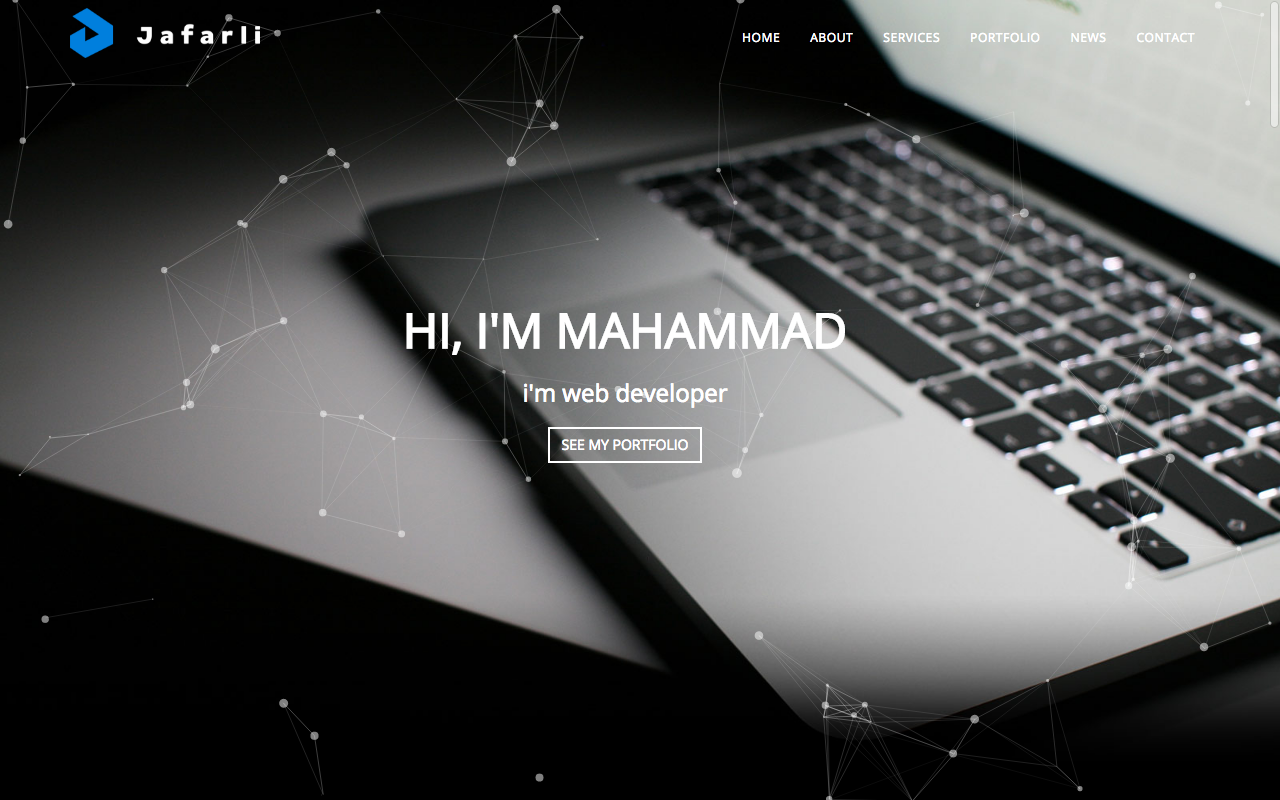 Jafarli
HOME ABOUT SERVICES PORTFOLIO NEWS CONTACT
HI, I'M MAHAMMAD
i'm web developer
SEE MY PORTFOLIO